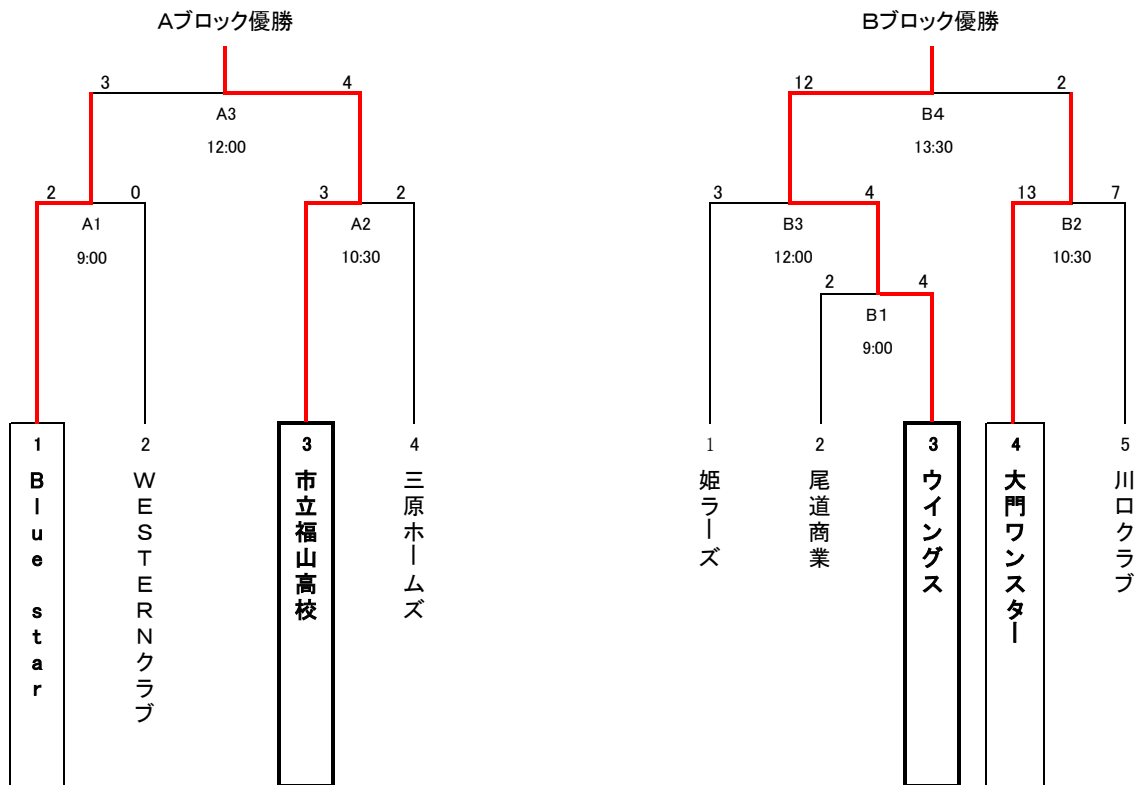 Aブロック優勝
Bブロック優勝
3
4
A3
12:00
12
2
B4
13:30
2
0
A1
9:00
3
2
A2
10:30
3
4
B3
12:00
13
7
B2
10:30
2
4
B1
9:00
1
Blue star
2
WESTERNクラブ
3
市立福山高校
4
三原ホームズ
1
姫ラーズ
2
尾道商業
3
ウイングス
4
大門ワンスター
5
川口クラブ